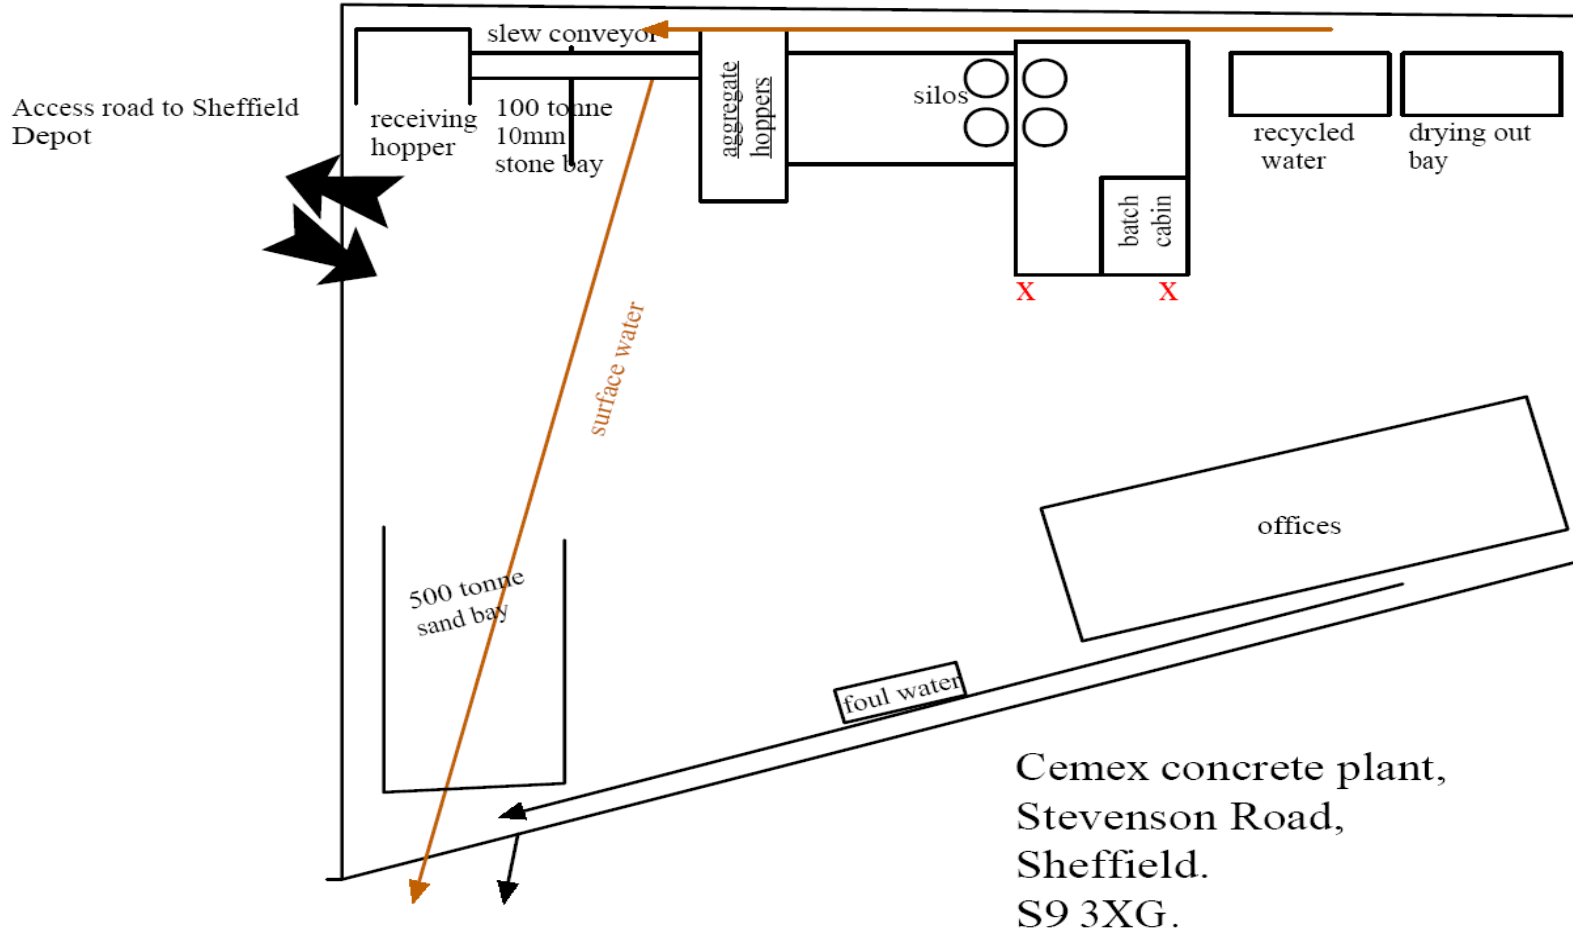 slew conveyor
Access road to Sheffield
Depot
receiving
hopper
100 tonne
10mm
stone bay
aggregate
hoppers
silos
recycled
water
drying out
bay
batch
cabin
X X
surface water
offices
500 tonne
sand bay
foul water
Cemex concrete plant,
Stevenson Road,
Sheffield.
S9 3XG.